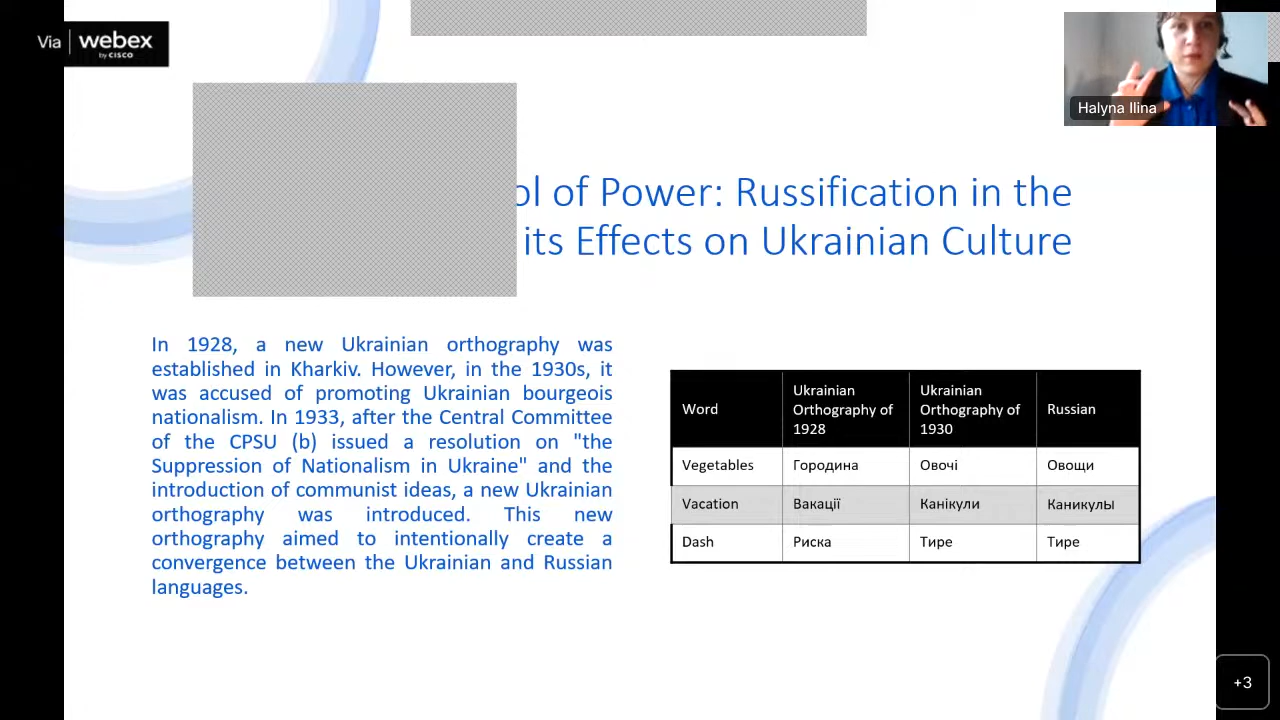 Via webex
by CISCO
Halyna Ilina
of Power: Russification in the
its Effects on Ukrainian Culture
In 1928, a new Ukrainian orthography was
established in Kharkiv. However, in the 1930s, it
was accused of promoting Ukrainian bourgeois
nationalism. In 1933, after the Central Committee
of the CPSU (b) issued a resolution on "the
Suppression of Nationalism in Ukraine" and the
introduction of communist ideas, a new Ukrainian
orthography was introduced. This new
orthography aimed to intentionally create a
convergence between the Ukrainian and Russian
languages.
Word
Ukrainian
Orthography of
1928
Ukrainian
Orthography of
1930
Russian
Vegetables Городина Овочі Овощи
Vacation Вакації Канікули Каникулы
Dash Риска Тире Тире
+3